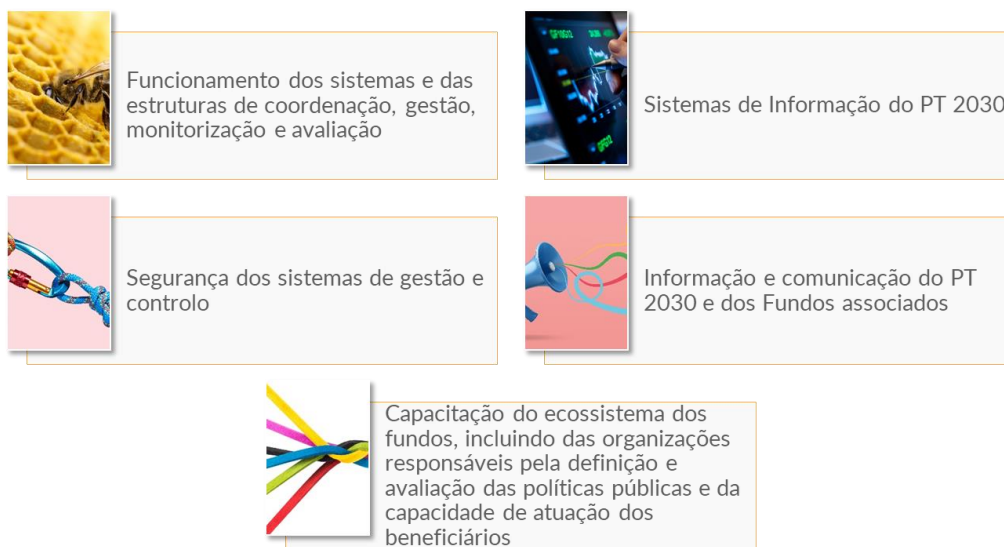 Funcionamento dos sistemas e das
estruturas de coordenação, gestão,
monitorização e avaliação
Sistemas de Informação do PT 2030
Segurança dos sistemas de gestão e
controlo
Informação e comunicação do PT
2030 e dos Fundos associados
Capacitação do ecossistema dos
fundos, incluindo das organizações
responsáveis pela definição e
avaliação das políticas públicas e da
capacidade de atuação dos
beneficiários